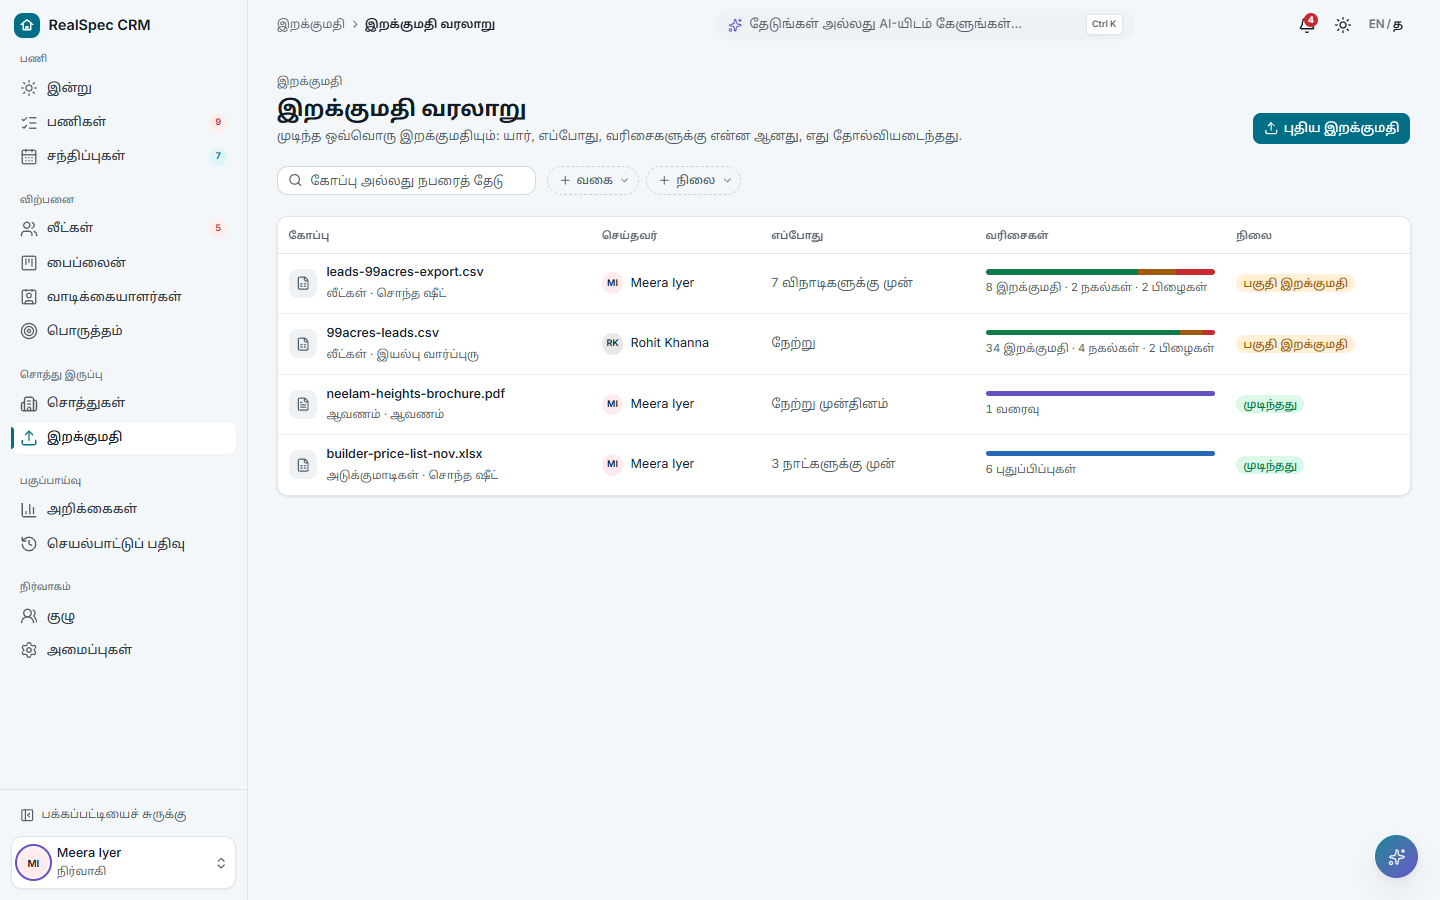 RealSpec CRM
பணி
இன்று
பணிகள் 9
சந்திப்புகள் 7
விற்பனை
லீட்கள் 5
பைப்லைன்
வாடிக்கையாளர்கள்
பொருத்தம்
சொத்து இருப்பு
சொத்துகள்
இறக்குமதி
பகுப்பாய்வு
அறிக்கைகள்
செயல்பாட்டுப் பதிவு
நிர்வாகம்
குழு
அமைப்புகள்
பக்கப்பட்டியைச் சுருக்கு
MI Meera Iyer
நிர்வாகி
இறக்குமதி > இறக்குமதி வரலாறு
தேடுங்கள் அல்லது AI-யிடம் கேளுங்கள்... Ctrl K
4 EN / த
இறக்குமதி
இறக்குமதி வரலாறு
முடிந்த ஒவ்வொரு இறக்குமதியும்: யார், எப்போது, வரிசைகளுக்கு என்ன ஆனது, எது தோல்வியடைந்தது.
புதிய இறக்குமதி
கோப்பு அல்லது நபரைத் தேடு
+ வகை
+ நிலை
கோப்பு செய்தவர் எப்போது வரிசைகள் நிலை
leads-99acres-export.csv
லீட்கள் · சொந்த ஷீட்
MI Meera Iyer
7 விநாடிகளுக்கு முன்
8 இறக்குமதி · 2 நகல்கள் · 2 பிழைகள்
பகுதி இறக்குமதி
99acres-leads.csv
லீட்கள் · இயல்பு வார்ப்புரு
RK Rohit Khanna
நேற்று
34 இறக்குமதி · 4 நகல்கள் · 2 பிழைகள்
பகுதி இறக்குமதி
neelam-heights-brochure.pdf
ஆவணம் · ஆவணம்
MI Meera Iyer
நேற்று முன்தினம்
1 வரைவு
முடிந்தது
builder-price-list-nov.xlsx
அடுக்குமாடிகள் · சொந்த ஷீட்
MI Meera Iyer
3 நாட்களுக்கு முன்
6 புதுப்பிப்புகள்
முடிந்தது